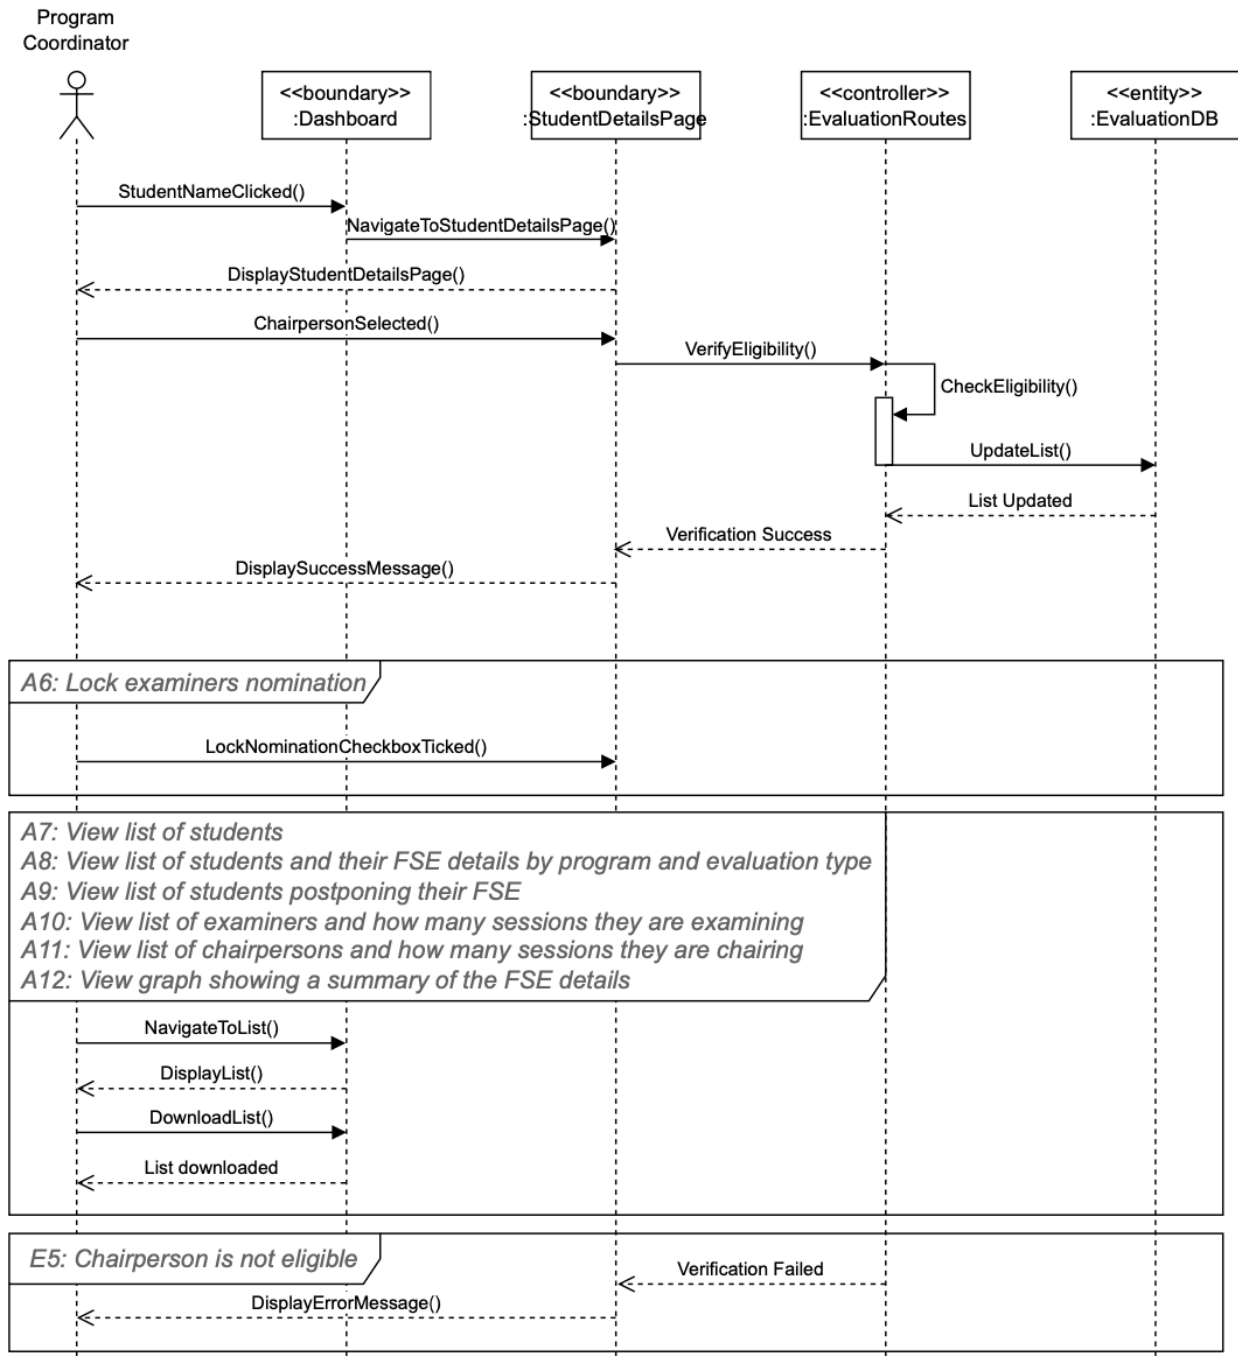 Program
Coordinator
<<boundary>>
:Dashboard
<<boundary>>
:StudentDetailsPage
<<controller>>
:EvaluationRoutes
<<entity>>
:EvaluationDB
StudentNameClicked()
NavigateToStudentDetailsPage()
DisplayStudentDetailsPage()
ChairpersonSelected()
VerifyEligibility()
CheckEligibility()
UpdateList()
List Updated
Verification Success
DisplaySuccessMessage()
A6: Lock examiners nomination
LockNominationCheckboxTicked()
A7: View list of students
A8: View list of students and their FSE details by program and evaluation type
A9: View list of students postponing their FSE
A10: View list of examiners and how many sessions they are examining
A11: View list of chairpersons and how many sessions they are chairing
A12: View graph showing a summary of the FSE details
NavigateToList()
DisplayList()
DownloadList()
List downloaded
E5: Chairperson is not eligible
Verification Failed
DisplayErrorMessage()